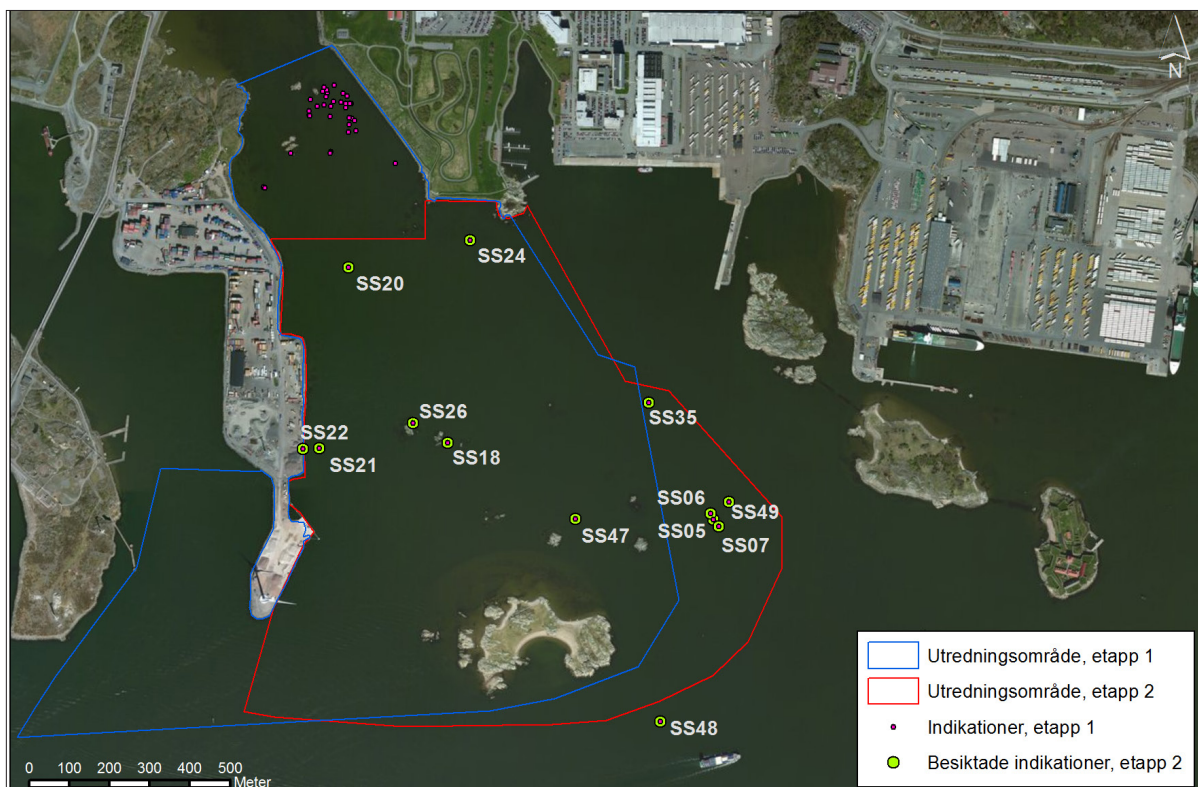 N
SS24
SS20
SS35
SS26
SS22
SS18
SS21
SS06
SS49
SS05
SS47
SS07
SS48
Utredningsområde, etapp 1
Utredningsområde, etapp 2
Indikationer, etapp 1
Besiktade indikationer, etapp 2
0 100 200 300 400 500
Meter